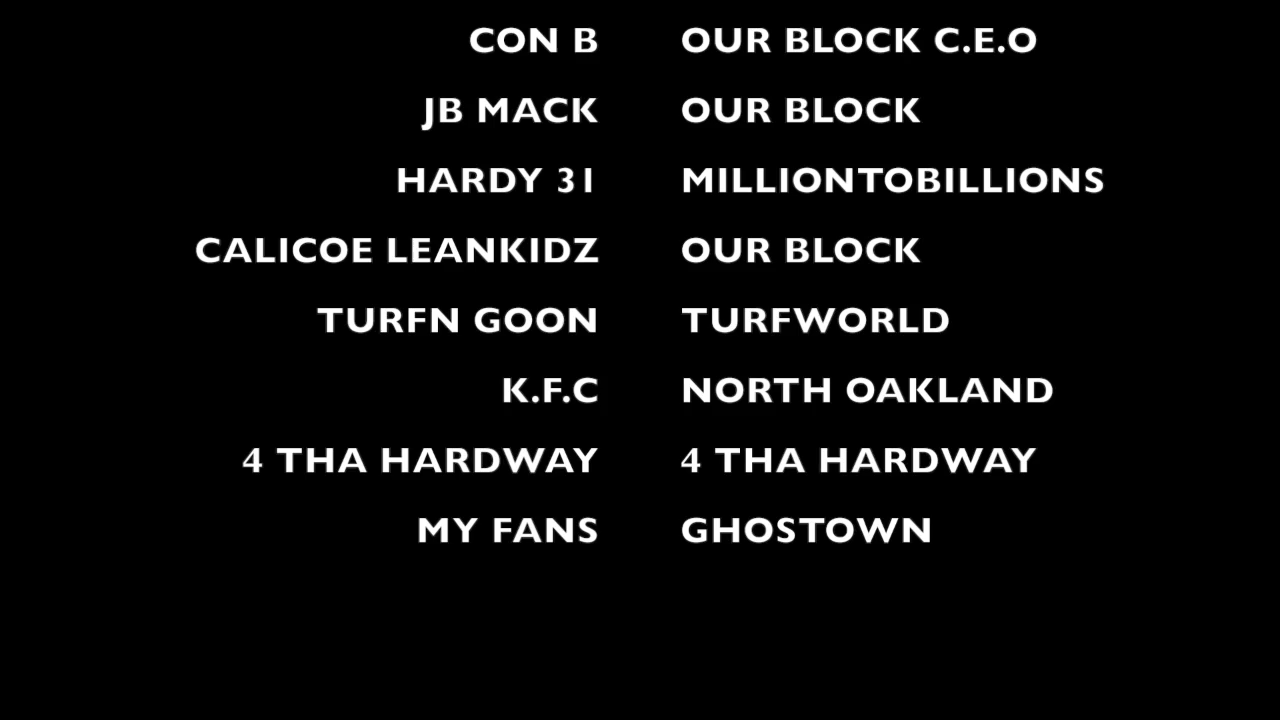 CON B OUR BLOCK C.E.O
JB MACK OUR BLOCK
HARDY 31 MILLIONTOBILLIONS
CALICOE LEANKIDZ OUR BLOCK
TURFN GOON TURFWORLD
K.F.C NORTH OAKLAND
4 THA HARDWAY 4 THA HARDWAY
MY FANS GHOSTOWN